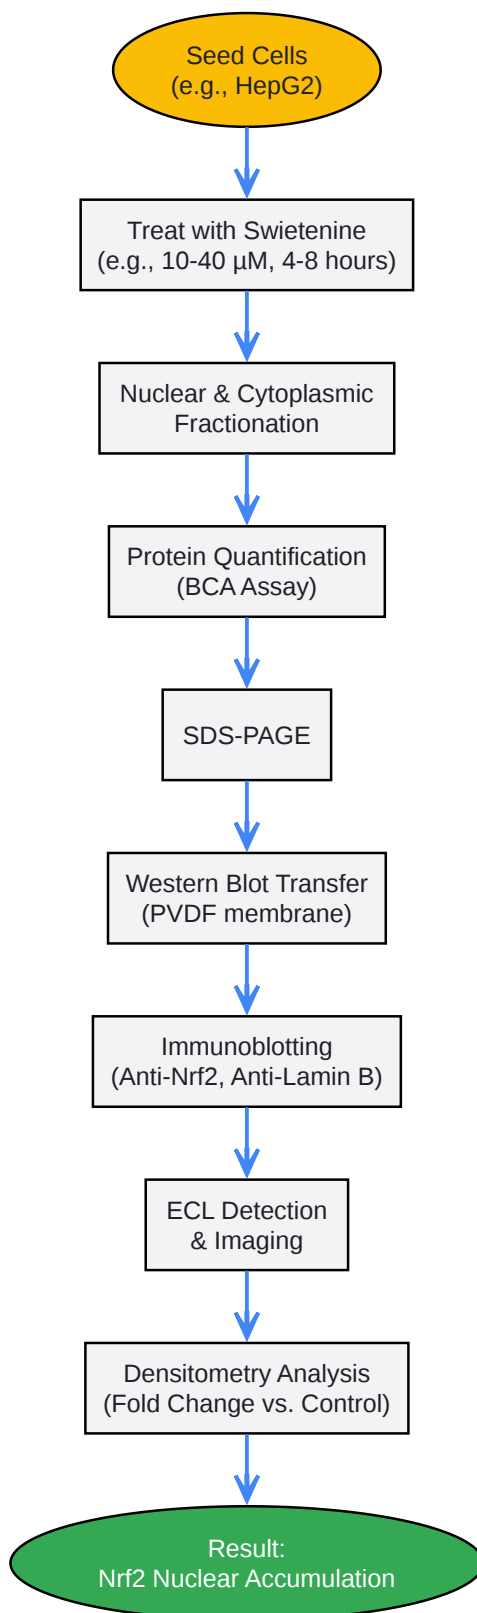 Seed Cells
(e.g., HepG2)
Treat with Swietenine
(e.g., 10-40 µM, 4-8 hours)
Nuclear & Cytoplasmic
Fractionation
Protein Quantification
(BCA Assay)
SDS-PAGE
Western Blot Transfer
(PVDF membrane)
Immunoblotting
(Anti-Nrf2, Anti-Lamin B)
ECL Detection
& Imaging
Densitometry Analysis
(Fold Change vs. Control)
Result:
Nrf2 Nuclear Accumulation